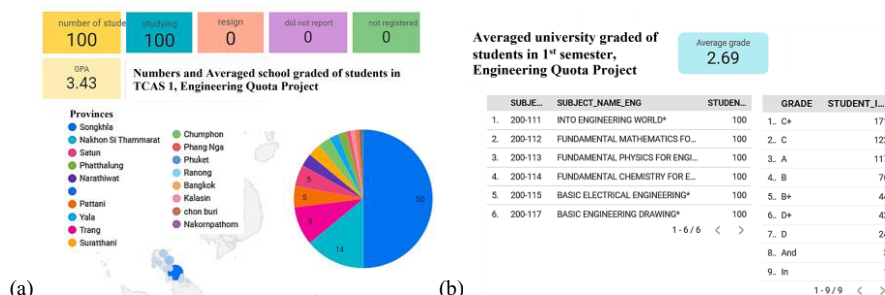 number of stude
100
studying
100
resign
0
did not report
0
not registered
0
GPA
3.43
Numbers and Averaged school graded of students in
TCAS 1, Engineering Quota Project
Provinces
Songkhla
Nakhon Si Thammarat
Satun
Phatthalung
Narathiwat
Pattani
Yala
Trang
Suratthani
Chumphon
Phang Nga
Phuket
Ranong
Bangkok
Kalasin
chon buri
Nakornpathom
50
14
9
5
5
(a)
Averaged university graded of
students in 1st semester,
Engineering Quota Project
Average grade
2.69
SUBJE... SUBJECT_NAME_ENG STUDEN...
1. 200-111 INTO ENGINEERING WORLD* 100
2. 200-112 FUNDAMENTAL MATHEMATICS FO... 100
3. 200-113 FUNDAMENTAL PHYSICS FOR ENGI... 100
4. 200-114 FUNDAMENTAL CHEMISTRY FOR E... 100
5. 200-115 BASIC ELECTRICAL ENGINEERING* 100
6. 200-117 BASIC ENGINEERING DRAWING* 100
1-6/6 < >
GRADE STUDENT_I...
1.. C+ 17
2.. C 12
3.. A 117
4.. B
5.. B+
6.. D+
7.. D
8.. And
9.. In
1-9/9 < >
(b)